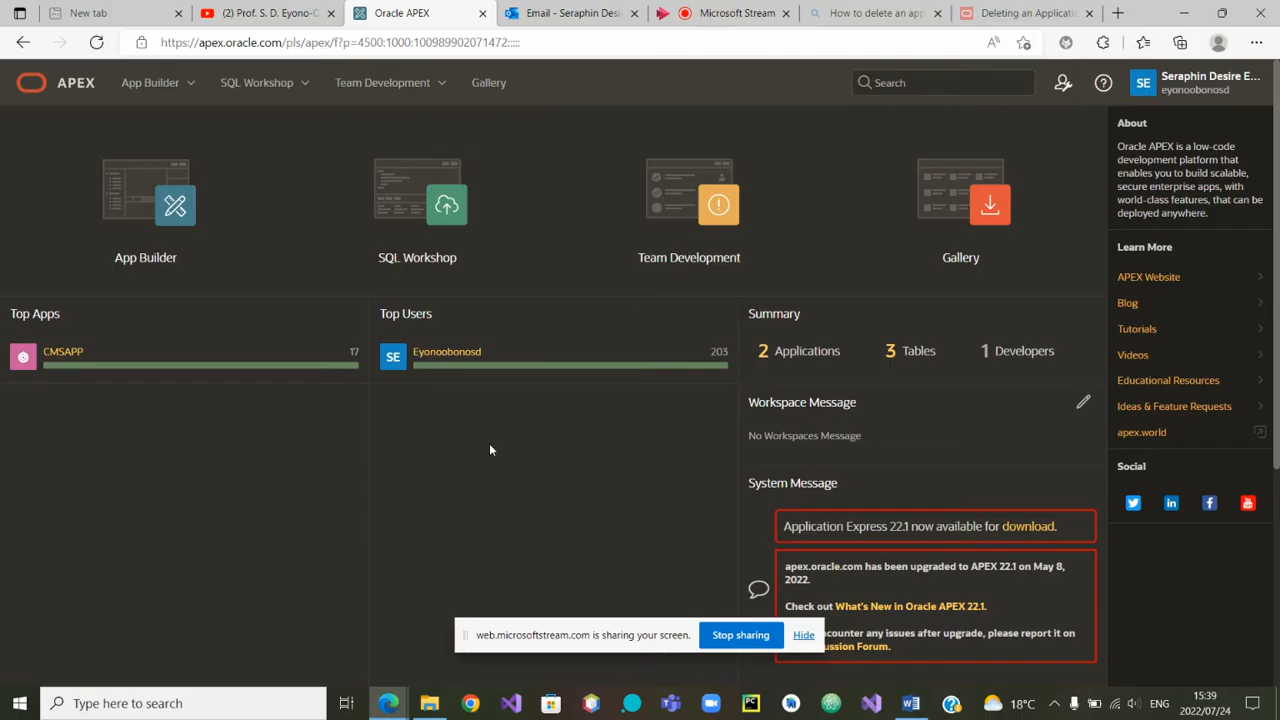 New tab
(2) Prof. S. D. Eyono-C
Oracle APEX
Email - Seraphin Desire E
Microsoft Stream
How to delete an app
Deleting an Applicatio
https://apex.oracle.com/pls/apex/f?p=4500:1000:100989902071472:::::
APEX
App Builder
SQL Workshop
Team Development
Gallery
Search
SE
Seraphin Desire E...
eyonoobonosd
App Builder
SQL Workshop
Team Development
Gallery
About
Oracle APEX is a low-code
development platform that
enables you to build scalable,
secure enterprise apps, with
world-class features, that can be
deployed anywhere.
Learn More
APEX Website
Blog
Tutorials
Videos
Educational Resources
Ideas & Feature Requests
apex.world
Social
Top Apps
CMSAPP
17
Top Users
SE
Eyonoobonosd
203
Summary
2 Applications
3 Tables
1 Developers
Workspace Message
No Workspaces Message
System Message
Application Express 22.1 now available for download.
apex.oracle.com has been upgraded to APEX 22.1 on May 8,
2022.
Check out What's New in Oracle APEX 22.1.
counter any issues after upgrade, please report it on
ussion Forum.
web.microsoftstream.com is sharing your screen.
Stop sharing
Hide
Type here to search
PC
18°C
ENG
15:39
2022/07/24